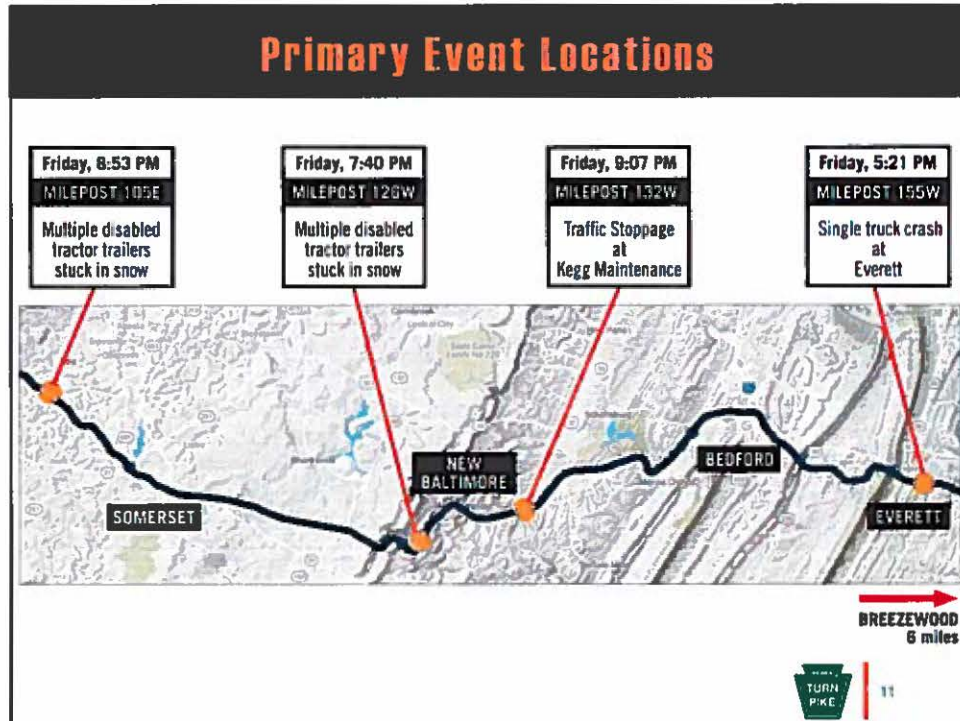 Primary Event Locations
Friday, 8:53 PM
MILEPOST 105E
Multiple disabled
tractor trailers
stuck in snow
Friday, 7:40 PM
MILEPOST 126W
Multiple disabled
tractor trailers
stuck in snow
Friday, 9:07 PM
MILEPOST 132W
Traffic Stoppage
at
Kegg Maintenance
Friday, 5:21 PM
MILEPOST 155W
Single truck crash
at
Everett
SOMERSET
NEW
BALTIMORE
BEDFORD
EVERETT
BREEZEWOOD
6 miles
TURN
PIKE
11